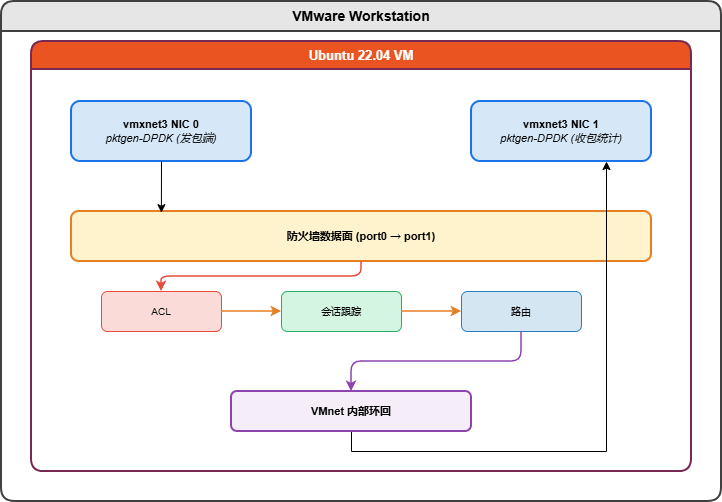 VMware Workstation
Ubuntu 22.04 VM
vmxnet3 NIC 0
pktgen-DPDK (发包端)
vmxnet3 NIC 1
pktgen-DPDK (收包统计)
防火墙数据面 (port0 → port1)
ACL
会话跟踪
路由
VMnet 内部环回